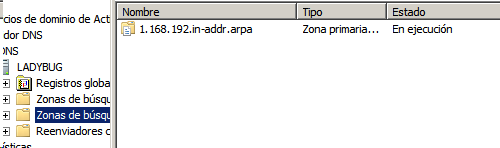 Nombre Tipo Estado
cios de dominio de Act
dor DNS
DNS
LADYBUG
Registros globa
Zonas de búsqu
Zonas de búsqu
Reenviadores c
ísticas
1.168.192.in-addr.arpa Zona primaria... En ejecución